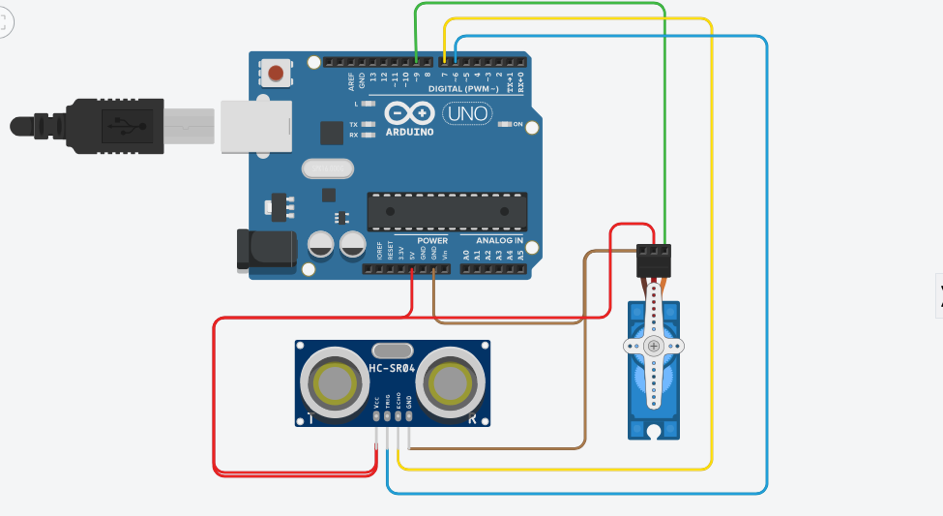 AREF
GND
13
12
~11
~10
~9
8
7
~6
~5
4
~3
2
TX→1
RX←0
DIGITAL (PWM~)
L
TX
RX
UNO
ON
ARDUINO
POWER
ANALOG IN
IOREF
RESET
3.3V
5V
GND
GND
Vin
A0
A1
A2
A3
A4
A5
HC-SR04
VCC
TRIG
ECHO
GND
T
R